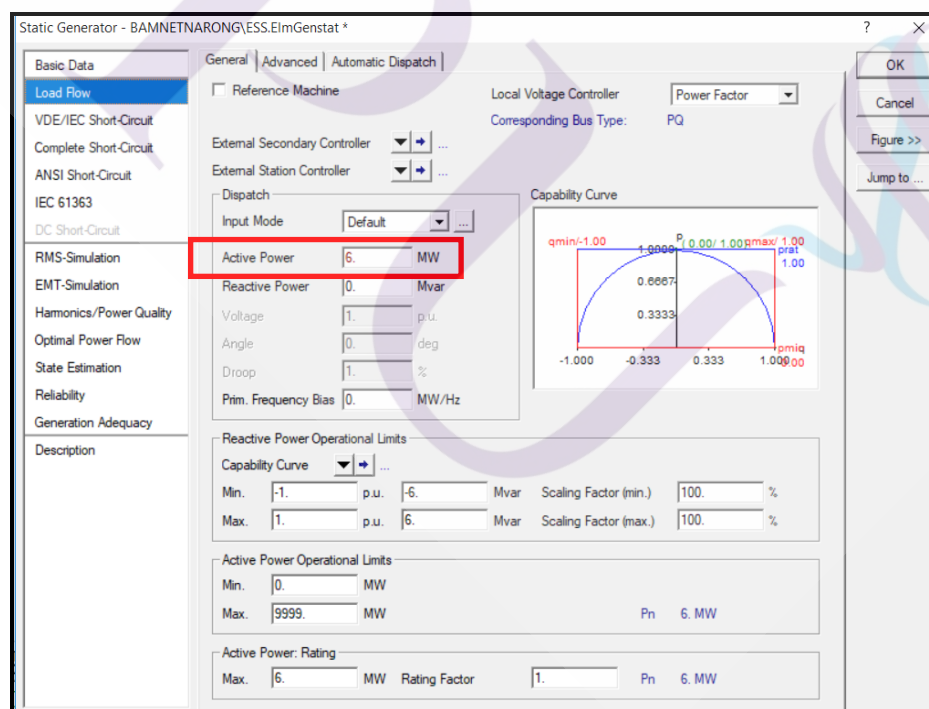 Static Generator - BAMNETNARONG\ESS.ElmGenstat *
?
Basic Data
Load Flow
VDE/IEC Short-Circuit
Complete Short-Circuit
ANSI Short-Circuit
IEC 61363
DC Short-Circuit
RMS-Simulation
EMT-Simulation
Harmonics/Power Quality
Optimal Power Flow
State Estimation
Reliability
Generation Adequacy
Description
General Advanced Automatic Dispatch
Reference Machine
Local Voltage Controller Power Factor
Corresponding Bus Type: PQ
External Secondary Controller ...
External Station Controller ...
Dispatch
Input Mode Default ...
Active Power 6. MW
Reactive Power 0. Mvar
Voltage 1. p.u.
Angle 0. deg
Droop 1. %
Prim. Frequency Bias 0. MW/Hz
Capability Curve
qmin/-1.00 p ( 0.00/ 1.00) qmax/ 1.00
1.0000 prat
1.00
0.6667
0.3333
-1.000 -0.333 0.333 1.000
Reactive Power Operational Limits
Capability Curve ...
Min. -1. p.u. -6. Mvar Scaling Factor (min.) 100. %
Max. 1. p.u. 6. Mvar Scaling Factor (max.) 100. %
Active Power Operational Limits
Min. 0. MW
Max. 9999. MW Pn 6. MW
Active Power: Rating
Max. 6. MW Rating Factor 1. Pn 6. MW
OK
Cancel
Figure >>
Jump to ...